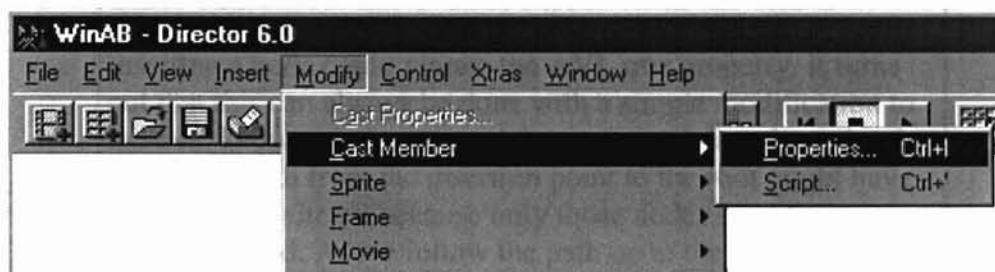 WinAB - Director 6.0
File Edit View Insert Modify Control Xtras Window Help
Cast Properties...
Cast Member
Properties... Ctrl+I
Sprite
Script... Ctrl+'
Frame
Movie